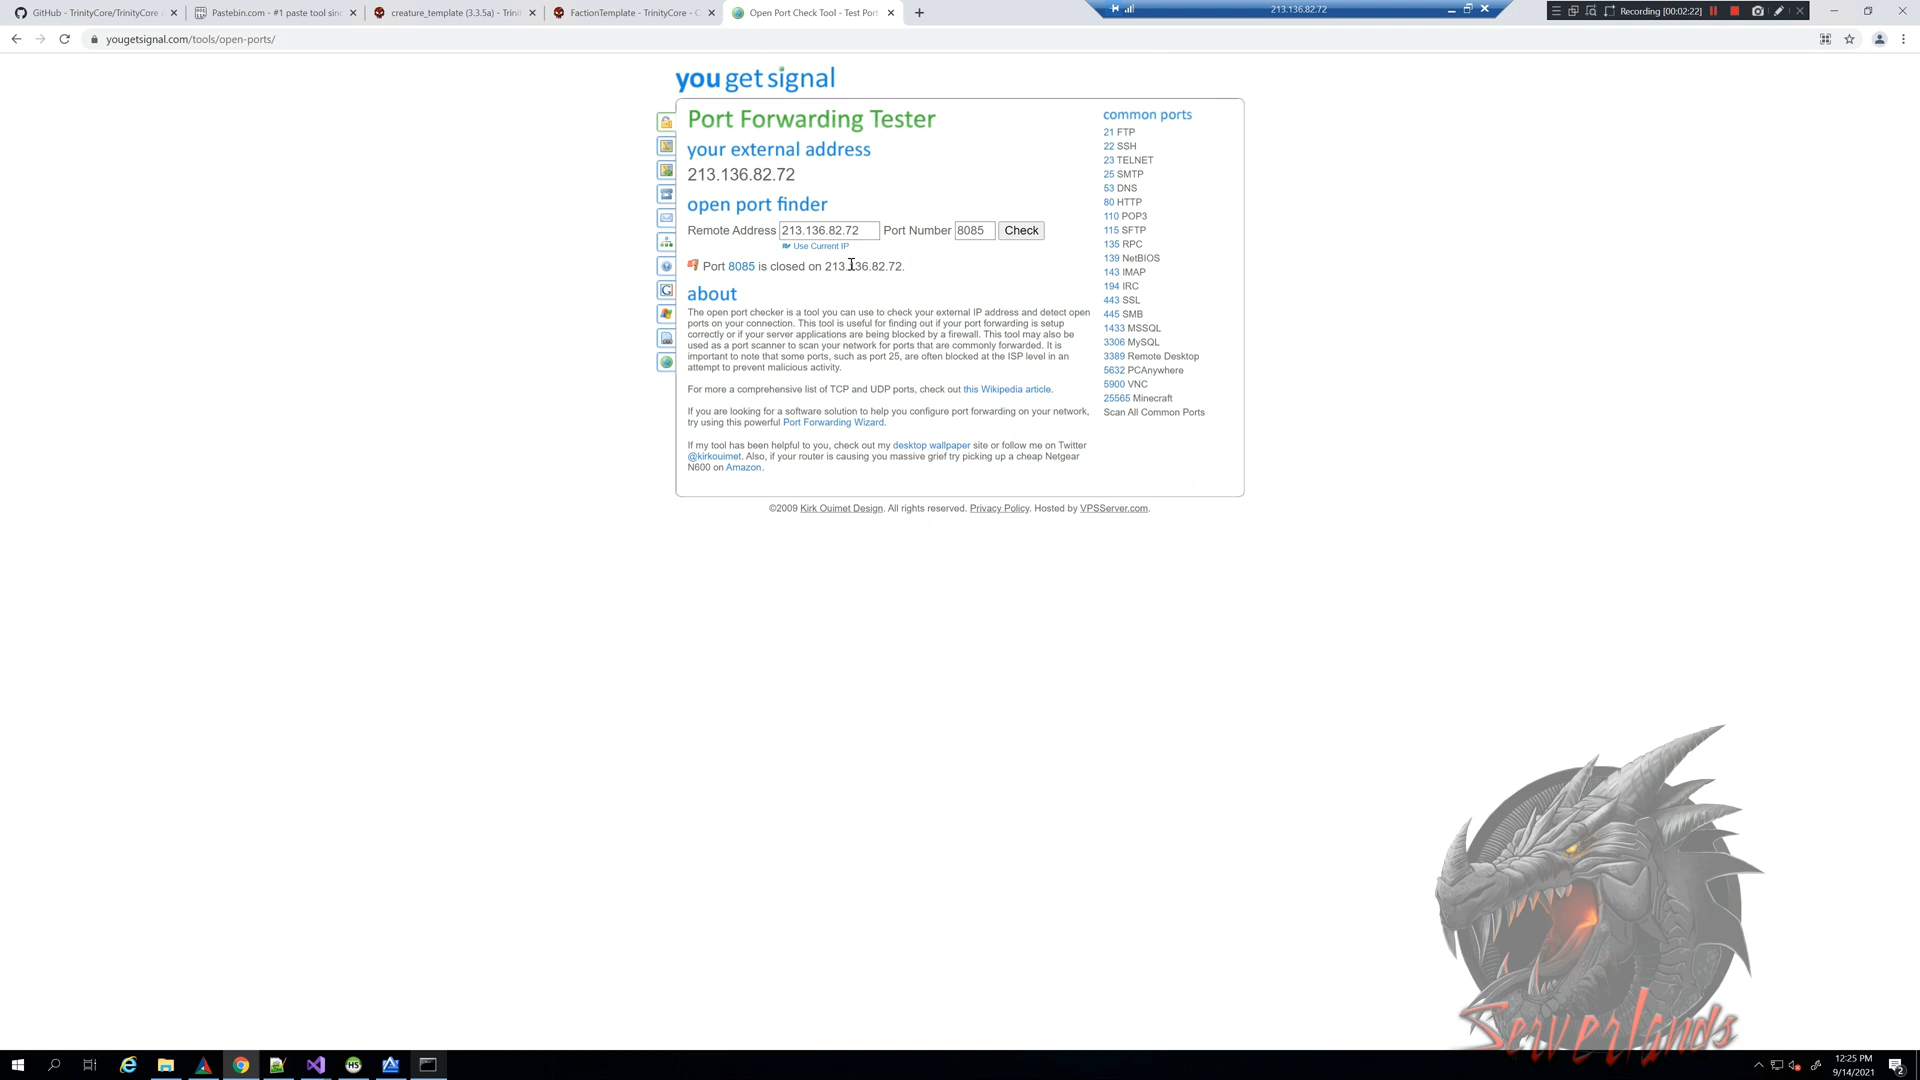 GitHub - TrinityCore/TrinityCore
Pastebin.com - #1 paste tool sinc
creature_template (3.3.5a) - Trinit
FactionTemplate - TrinityCore - C
Open Port Check Tool - Test Port
213.136.82.72
Recording [00:02:22]
yougetsignal.com/tools/open-ports/
you get signal
Port Forwarding Tester
your external address
213.136.82.72
open port finder
Remote Address 213.136.82.72 Port Number 8085 Check
Use Current IP
Port 8085 is closed on 213.136.82.72.
about
The open port checker is a tool you can use to check your external IP address and detect open
ports on your connection. This tool is useful for finding out if your port forwarding is setup
correctly or if your server applications are being blocked by a firewall. This tool may also be
used as a port scanner to scan your network for ports that are commonly forwarded. It is
important to note that some ports, such as port 25, are often blocked at the ISP level in an
attempt to prevent malicious activity.
For more a comprehensive list of TCP and UDP ports, check out this Wikipedia article.
If you are looking for a software solution to help you configure port forwarding on your network,
try using this powerful Port Forwarding Wizard.
If my tool has been helpful to you, check out my desktop wallpaper site or follow me on Twitter
@kirkouimet. Also, if your router is causing you massive grief try picking up a cheap Netgear
N600 on Amazon.
common ports
21 FTP
22 SSH
23 TELNET
25 SMTP
53 DNS
80 HTTP
110 POP3
115 SFTP
135 RPC
139 NetBIOS
143 IMAP
194 IRC
443 SSL
445 SMB
1433 MSSQL
3306 MySQL
3389 Remote Desktop
5632 PCAnywhere
5900 VNC
25565 Minecraft
Scan All Common Ports
©2009 Kirk Ouimet Design. All rights reserved. Privacy Policy. Hosted by VPSServer.com.
Serverlands
HS
12:25 PM
9/14/2021
2